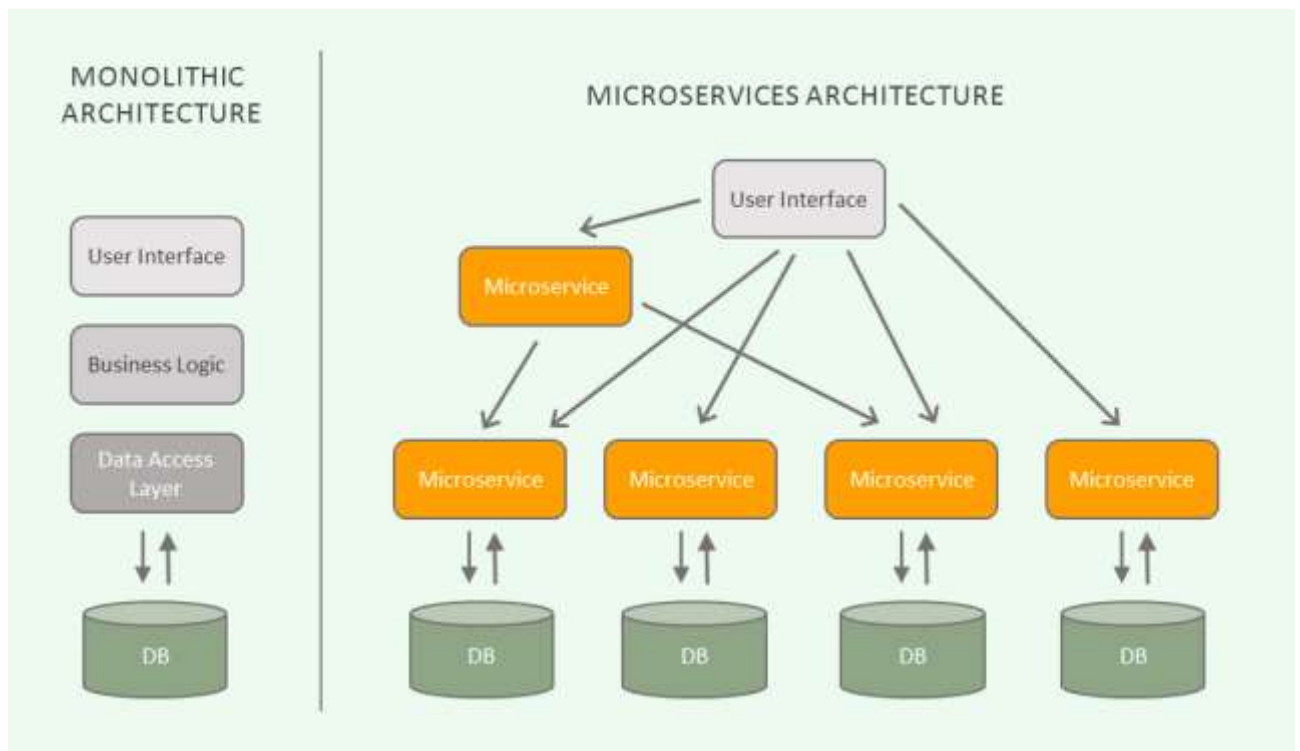 MONOLITHIC
ARCHITECTURE
User Interface
Business Logic
Data Access
Layer
DB
MICROSERVICES ARCHITECTURE
User Interface
Microservice
Microservice
Microservice
Microservice
Microservice
DB
DB
DB
DB